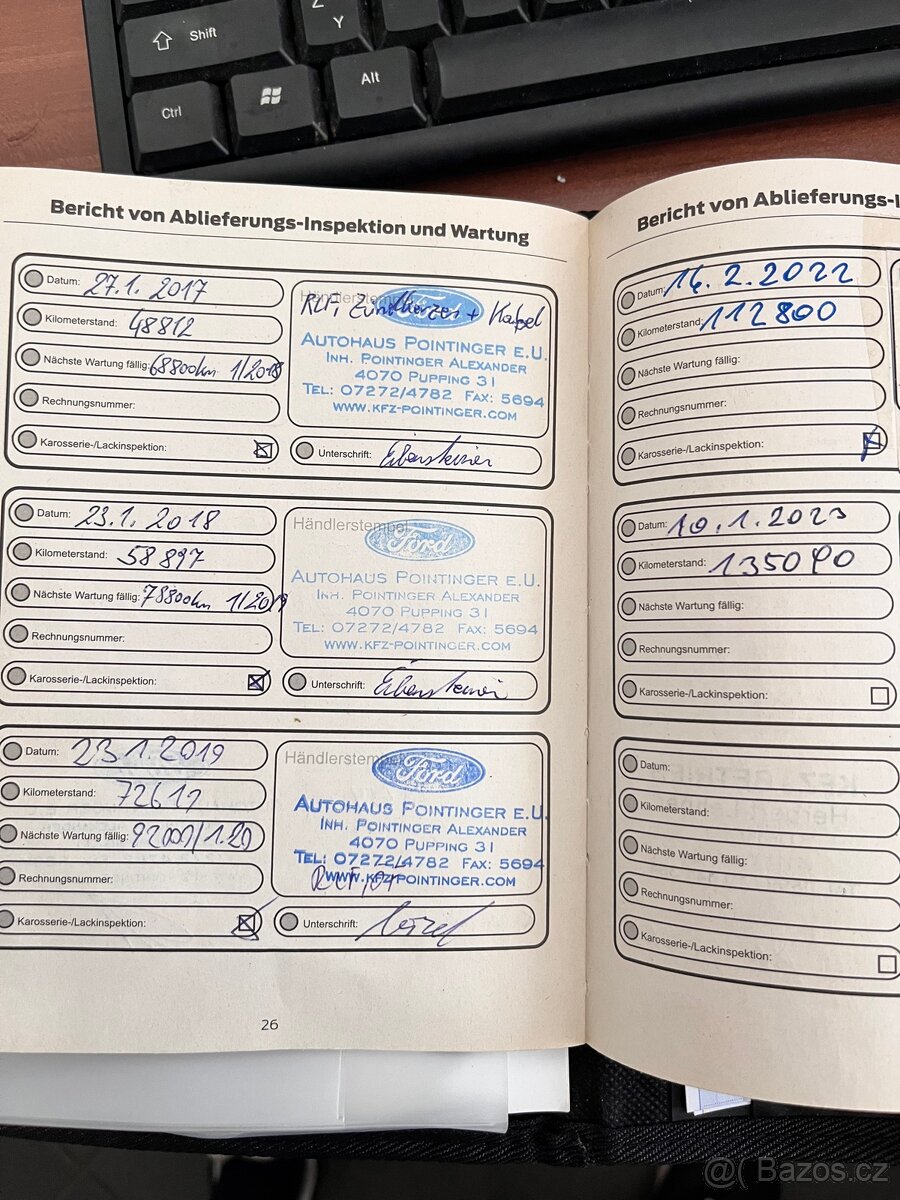 Shift
Z
Y
Ctrl
Alt
Bericht von Ablieferungs-Inspektion und Wartung
Datum: 27.1. 2017
Kilometerstand: 48812
Nächste Wartung fällig: 68800km 1/2018
Rechnungsnummer:
Karosserie-/Lackinspektion:
Händlerstempel
Ford
AUTOHAUS POINTINGER E.U.
INH. POINTINGER ALEXANDER
4070 PUPPING 31
TEL: 07272/4782 FAX: 5694
WWW.KFZ-POINTINGER.COM
Unterschrift:
Datum: 23.1. 2018
Kilometerstand: 58897
Nächste Wartung fällig: 78800km 1/2019
Rechnungsnummer:
Karosserie-/Lackinspektion:
Händlerstempel
Ford
AUTOHAUS POINTINGER E.U.
INH. POINTINGER ALEXANDER
4070 PUPPING 31
TEL: 07272/4782 FAX: 5694
WWW.KFZ-POINTINGER.COM
Unterschrift:
Datum: 23.1.2019
Kilometerstand: 72612
Nächste Wartung fällig: 92000/1.20
Rechnungsnummer:
Karosserie-/Lackinspektion:
Händlerstempel
Ford
AUTOHAUS POINTINGER E.U.
INH. POINTINGER ALEXANDER
4070 PUPPING 31
TEL: 07272/4782 FAX: 5694
WWW.KFZ-POINTINGER.COM
Unterschrift:
26
Bericht von Ablieferungs-I
Datum: 14.2.2022
Kilometerstand: 112800
Nächste Wartung fällig:
Rechnungsnummer:
Karosserie-/Lackinspektion:
Datum: 10.1.2023
Kilometerstand: 135090
Nächste Wartung fällig:
Rechnungsnummer:
Karosserie-/Lackinspektion:
Datum:
Kilometerstand:
Nächste Wartung fällig:
Rechnungsnummer:
Karosserie-/Lackinspektion:
@( Bazos.cz